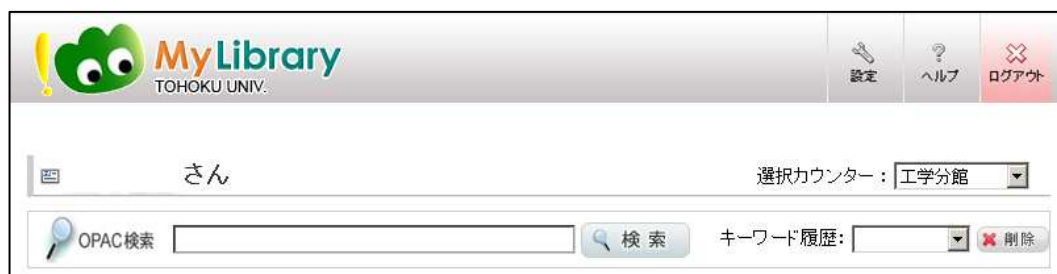 MyLibrary
TOHOKU UNIV.
設定
ヘルプ
ログアウト
さん
選択カウンター：工学分館
OPAC検索
検索
キーワード履歴:
削除